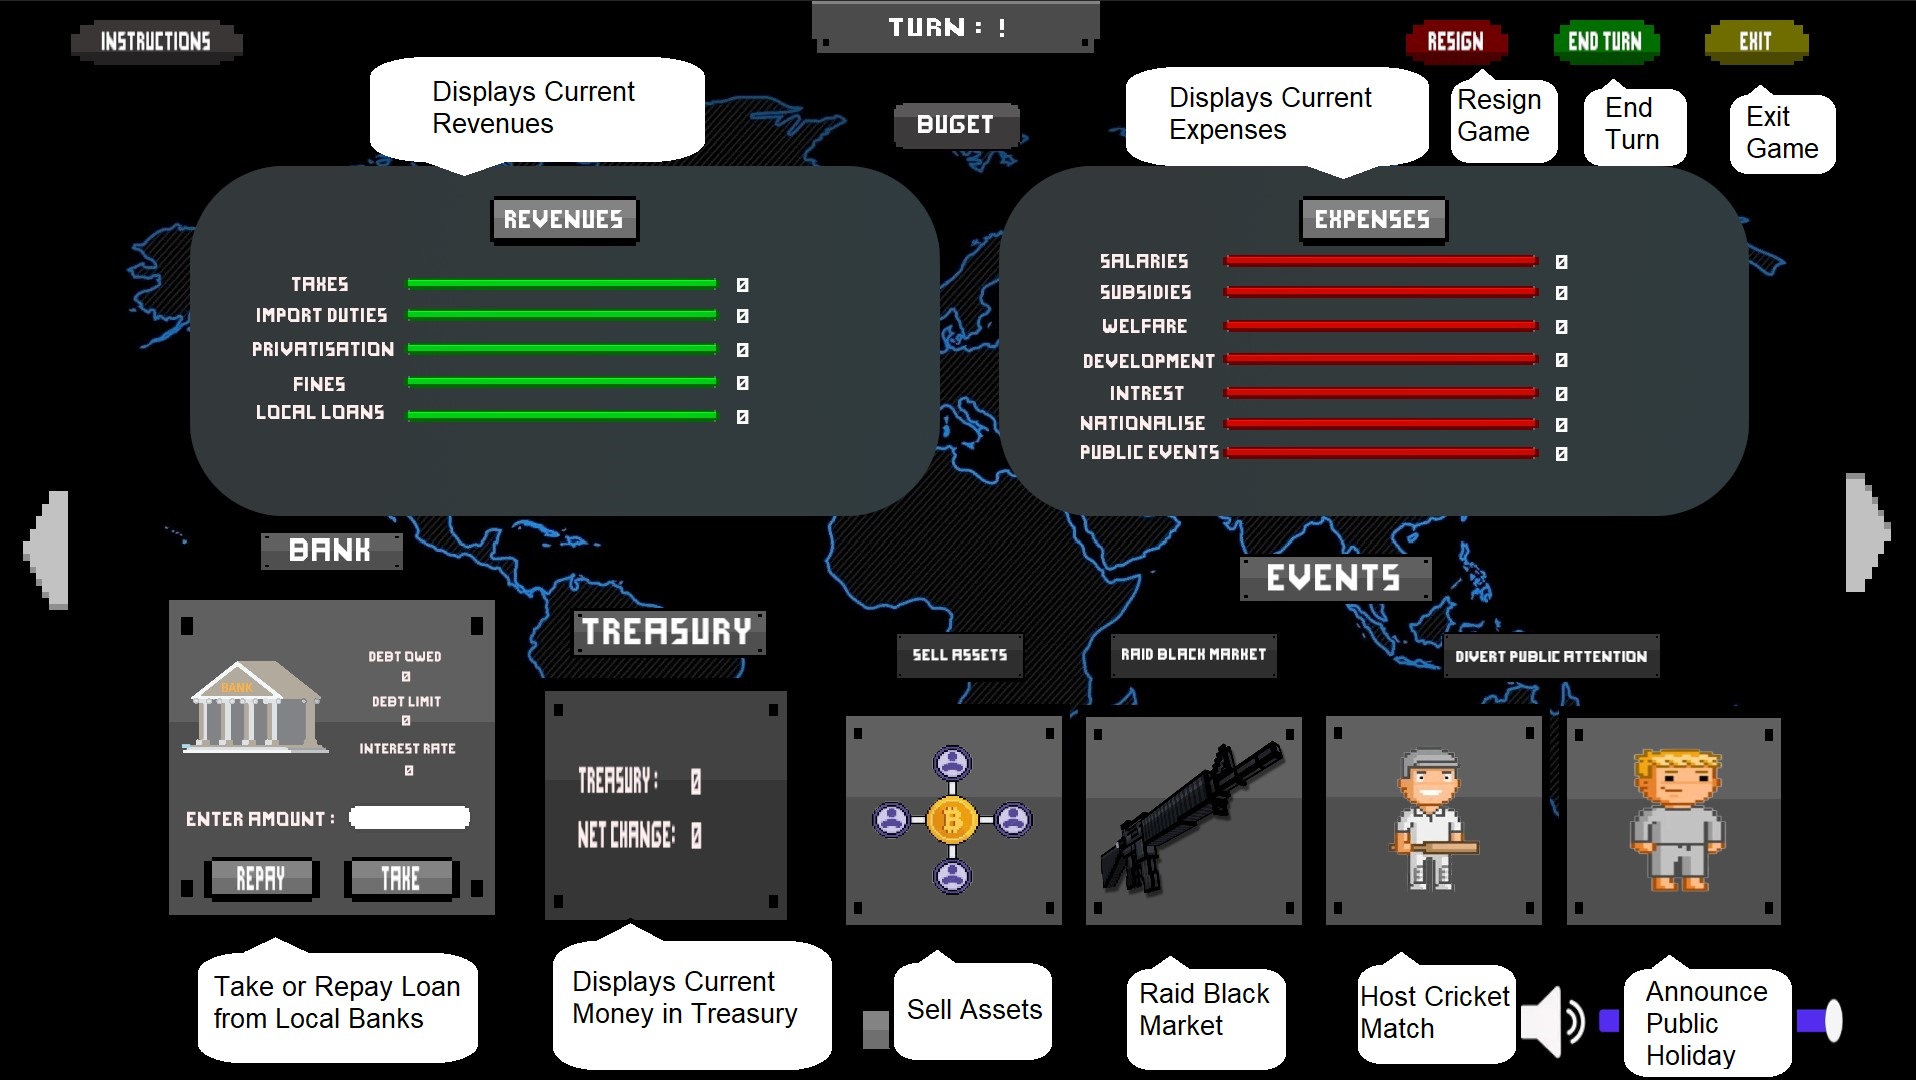 INSTRUCTIONS
TURN : !
RESIGN
END TURN
EXIT
Displays Current
Revenues
BUGET
Displays Current
Expenses
Resign
Game
End
Turn
Exit
Game
REVENUES
TAXES 0
IMPORT DUTIES 0
PRIVATISATION 0
FINES 0
LOCAL LOANS 0
EXPENSES
SALARIES 0
SUBSIDIES 0
WELFARE 0
DEVELOPMENT 0
INTREST 0
NATIONALISE 0
PUBLIC EVENTS 0
BANK
BANK
DEBT OWED
0
DEBT LIMIT
0
INTEREST RATE
0
ENTER AMOUNT :
REPAY
TAKE
TREASURY
TREASURY : 0
NET CHANGE: 0
EVENTS
SELL ASSETS
RAID BLACK MARKET
DIVERT PUBLIC ATTENTION
Take or Repay Loan
from Local Banks
Displays Current
Money in Treasury
Sell Assets
Raid Black
Market
Host Cricket
Match
Announce
Public
Holiday